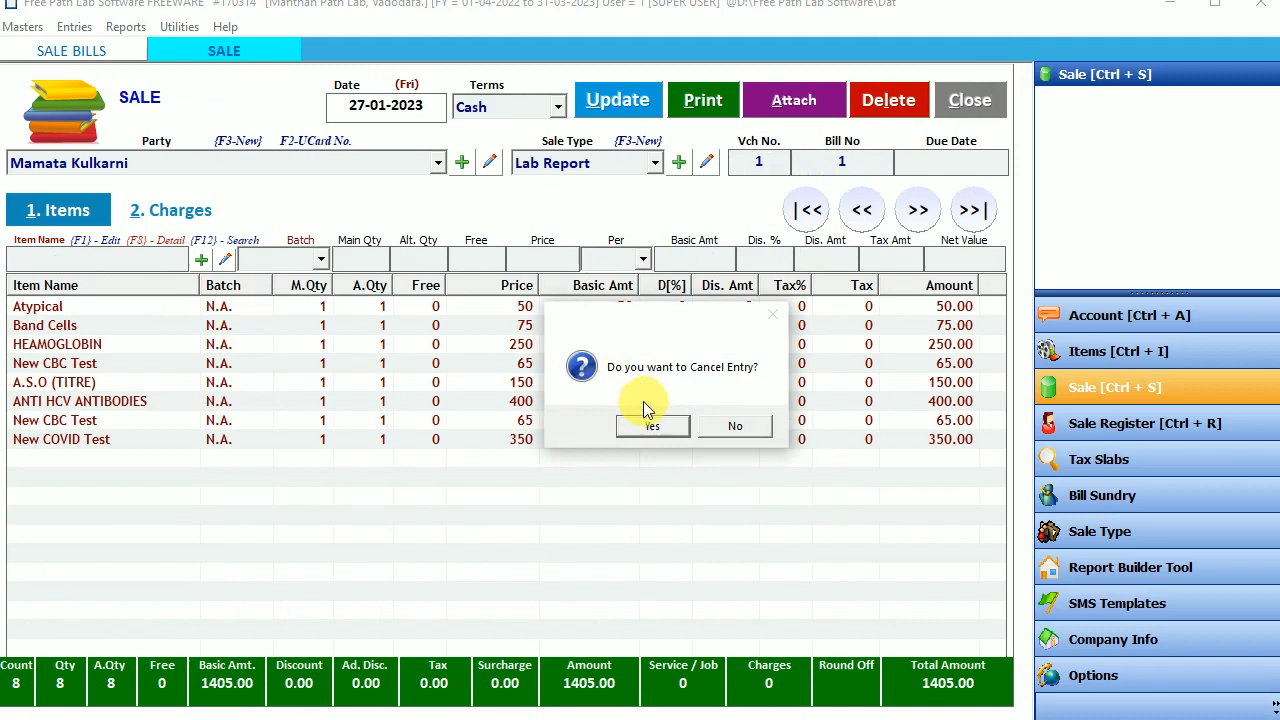 Free Path Lab Software FREEWARE #170314 [Manthan Path Lab, Vadodara.] [FY = 01-04-2022 to 31-03-2023] User = 1 [SUPER USER] @D:\Free Path Lab Software\Dat
Masters Entries Reports Utilities Help
SALE BILLS SALE
Sale [Ctrl + S]
SALE
Date (Fri) Terms
27-01-2023 Cash
Update Print Attach Delete Close
Party {F3-New} F2-UCard No. Sale Type {F3-New} Vch No. Bill No Due Date
Mamata Kulkarni Lab Report 1 1
1. Items 2. Charges |<< << >> >>|
Item Name {F1} - Edit {F8} - Detail {F12} - Search Batch Main Qty Alt. Qty Free Price Per Basic Amt Dis. % Dis. Amt Tax Amt Net Value
Item Name Batch M.Qty A.Qty Free Price Basic Amt D[%] Dis. Amt Tax% Tax Amount
Atypical N.A. 1 1 0 50 0 0 50.00
Band Cells N.A. 1 1 0 75 0 0 75.00
HEAMOGLOBIN N.A. 1 1 0 250 0 0 250.00
New CBC Test N.A. 1 1 0 65 0 0 65.00
A.S.O (TITRE) N.A. 1 1 0 150 0 0 150.00
ANTI HCV ANTIBODIES N.A. 1 1 0 400 0 0 400.00
New CBC Test N.A. 1 1 0 65 0 0 65.00
New COVID Test N.A. 1 1 0 350 0 0 350.00
Do you want to Cancel Entry?
Yes No
Account [Ctrl + A]
Items [Ctrl + I]
Sale [Ctrl + S]
Sale Register [Ctrl + R]
Tax Slabs
Bill Sundry
Sale Type
Report Builder Tool
SMS Templates
Company Info
Options
Count Qty A.Qty Free Basic Amt. Discount Ad. Disc. Tax Surcharge Amount Service / Job Charges Round Off Total Amount
8 8 8 0 1405.00 0.00 0.00 0.00 0.00 1405.00 0 0 1405.00